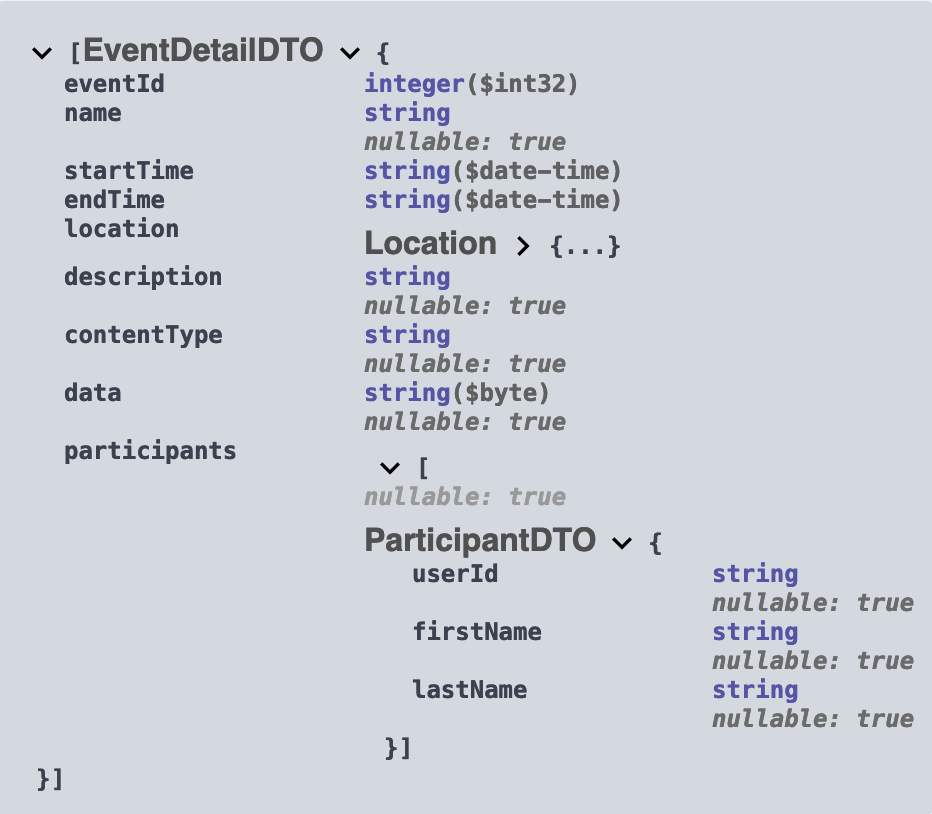 [EventDetailDTO {
eventId integer($int32)
name string
nullable: true
startTime string($date-time)
endTime string($date-time)
location Location {...}
description string
nullable: true
contentType string
nullable: true
data string($byte)
nullable: true
participants [
nullable: true
ParticipantDTO {
userId string
nullable: true
firstName string
nullable: true
lastName string
nullable: true
}]
}]